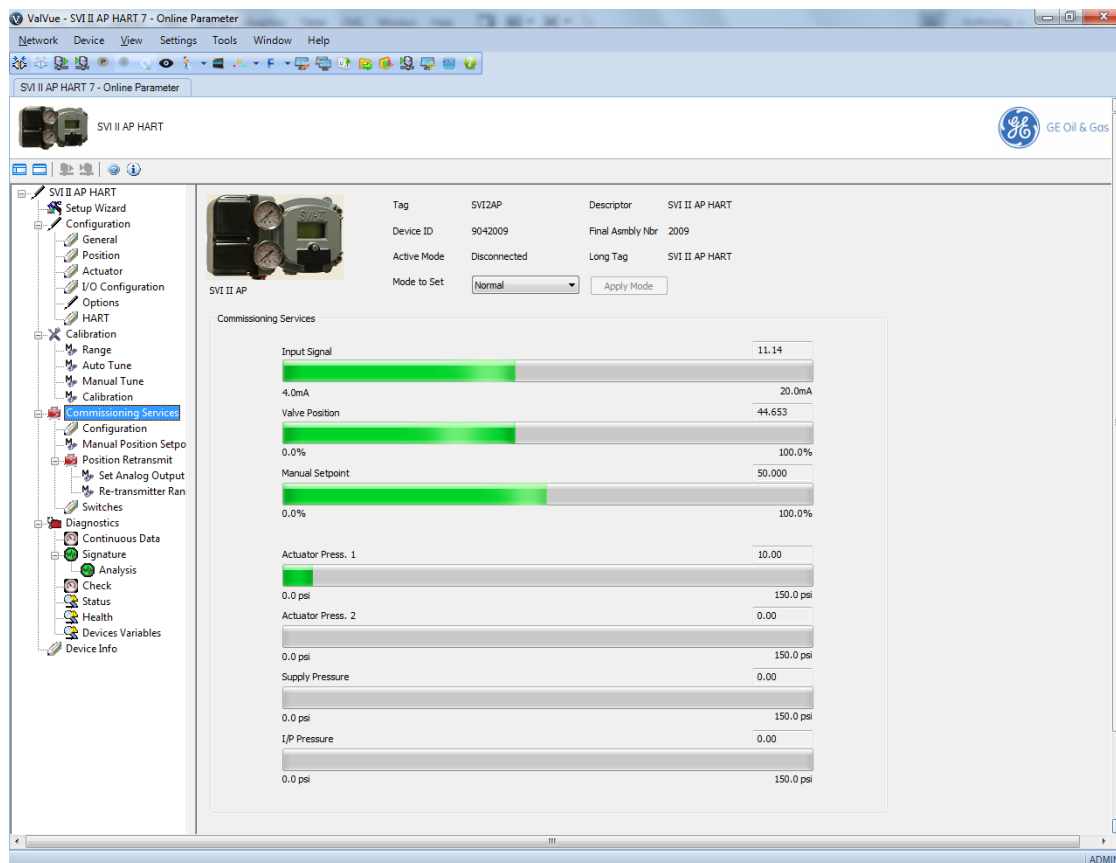 ValVue - SVI II AP HART 7 - Online Parameter
Network Device View Settings Tools Window Help
F
SVI II AP HART 7 - Online Parameter
SVI II AP HART
GE Oil & Gas
SVI II AP HART
Setup Wizard
Configuration
General
Position
Actuator
I/O Configuration
Options
HART
Calibration
Range
Auto Tune
Manual Tune
Calibration
Commissioning Services
Configuration
Manual Position Setpo
Position Retransmit
Set Analog Output
Re-transmitter Ran
Switches
Diagnostics
Continuous Data
Signature
Analysis
Check
Status
Health
Devices Variables
Device Info
SVI II AP
Tag SVI2AP Descriptor SVI II AP HART
Device ID 9042009 Final Asmbly Nbr 2009
Active Mode Disconnected Long Tag SVI II AP HART
Mode to Set Normal Apply Mode
Commissioning Services
Input Signal 11.14
4.0mA 20.0mA
Valve Position 44.653
0.0% 100.0%
Manual Setpoint 50.000
0.0% 100.0%
Actuator Press. 1 10.00
0.0 psi 150.0 psi
Actuator Press. 2 0.00
0.0 psi 150.0 psi
Supply Pressure 0.00
0.0 psi 150.0 psi
I/P Pressure 0.00
0.0 psi 150.0 psi